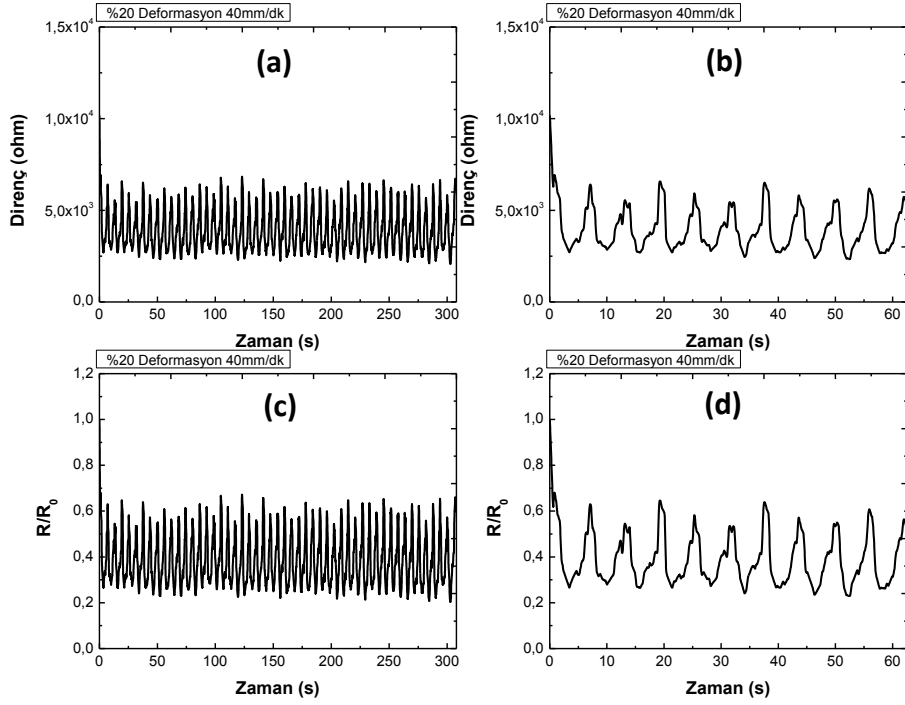 %20 Deformasyon 40mm/dk
(a)
Direnç (ohm)
1,5x10⁴
1,0x10⁴
5,0x10³
0,0
0 50 100 150 200 250 300
Zaman (s)
%20 Deformasyon 40mm/dk
(b)
Direnç (ohm)
1,5x10⁴
1,0x10⁴
5,0x10³
0,0
0 10 20 30 40 50 60
Zaman (s)
%20 Deformasyon 40mm/dk
(c)
R/R₀
1,2
1,0
0,8
0,6
0,4
0,2
0,0
0 50 100 150 200 250 300
Zaman (s)
%20 Deformasyon 40mm/dk
(d)
R/R₀
1,2
1,0
0,8
0,6
0,4
0,2
0,0
0 10 20 30 40 50 60
Zaman (s)